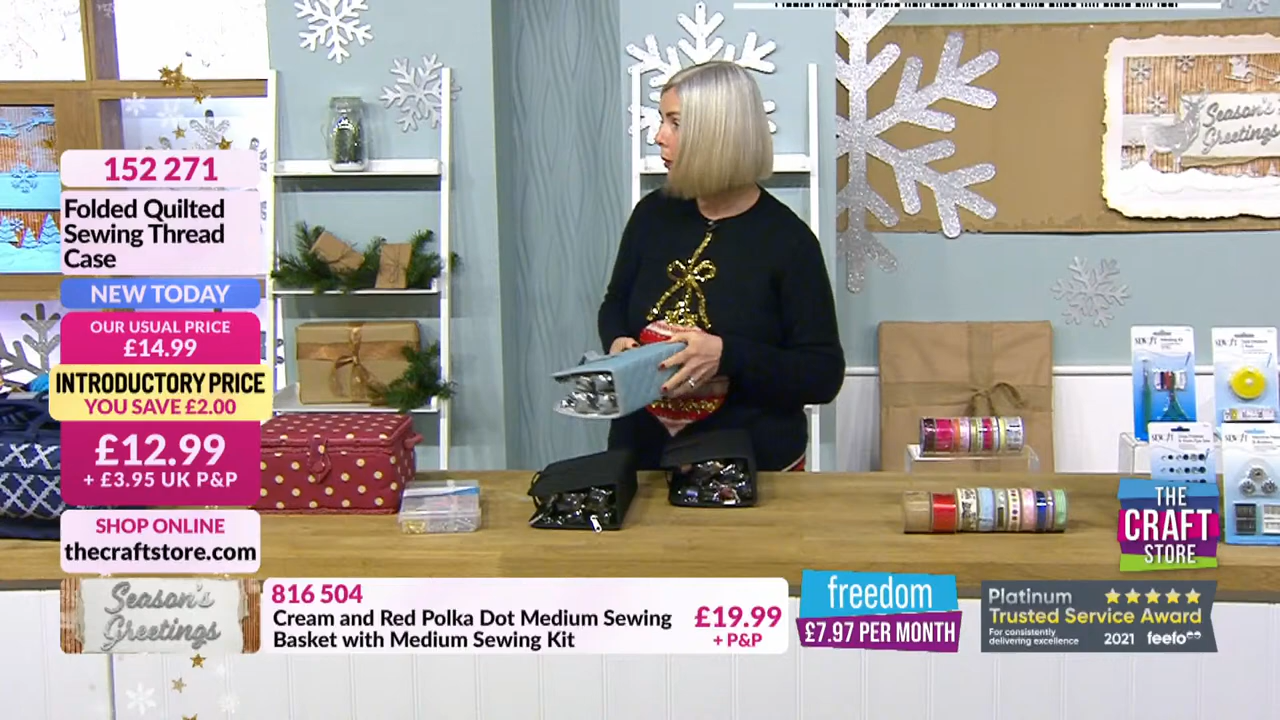 152 271
Folded Quilted
Sewing Thread
Case
NEW TODAY
OUR USUAL PRICE
£14.99
INTRODUCTORY PRICE
YOU SAVE £2.00
£12.99
+ £3.95 UK P&P
SHOP ONLINE
thecraftstore.com
Season's
Greetings
THE
CRAFT
STORE
Season's
Greetings
816 504
Cream and Red Polka Dot Medium Sewing
Basket with Medium Sewing Kit
£19.99
+ P&P
freedom
£7.97 PER MONTH
Platinum
Trusted Service Award
For consistently
delivering excellence
2021 feefo